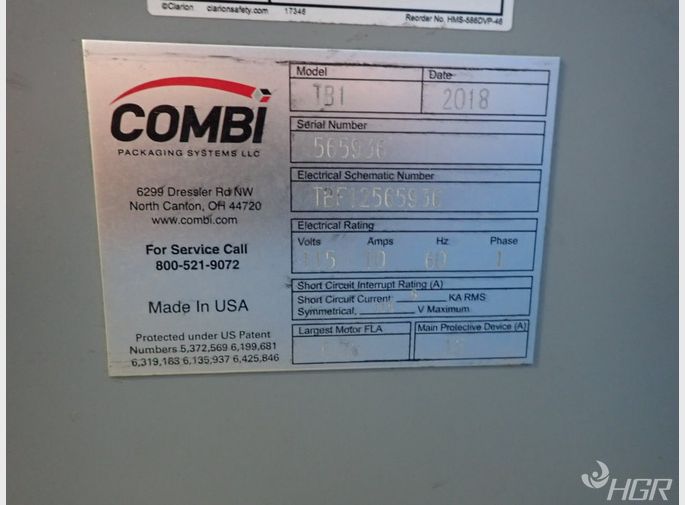 ©Clarion clarionsafety.com 17346
Reorder No. HMS-586DVP-46
COMBI
PACKAGING SYSTEMS LLC
6299 Dressler Rd NW
North Canton, OH 44720
www.combi.com
For Service Call
800-521-9072
Made In USA
Protected under US Patent
Numbers 5,372,569 6,199,681
6,319,183 6,135,937 6,425,846
Model Date
TB1 2018
Serial Number
565936
Electrical Schematic Number
TBF12565936
Electrical Rating
Volts Amps Hz Phase
115 10 60 1
Short Circuit Interrupt Rating (A)
Short Circuit Current, 5 KA RMS
Symmetrical, V Maximum
Largest Motor FLA Main Protective Device (A)
HGR